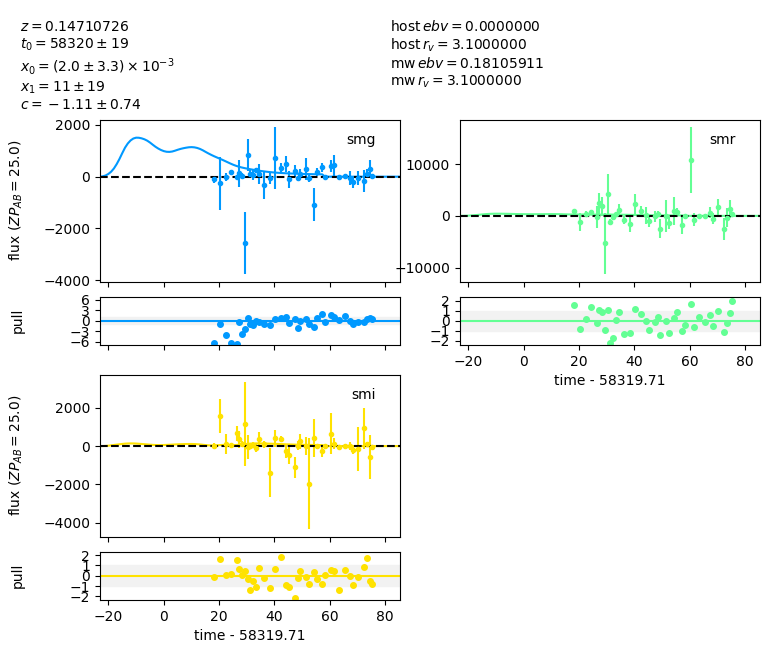 z = 0.14710726
t₀ = 58320 ± 19
x₀ = (2.0 ± 3.3) × 10⁻³
x₁ = 11 ± 19
c = −1.11 ± 0.74
host ebv = 0.0000000
host r_v = 3.1000000
mw ebv = 0.18105911
mw r_v = 3.1000000
flux (ZP_AB = 25.0)
2000
0
−2000
−4000
smg
10000
0
−10000
smr
pull
6
3
0
−3
−6
2
1
0
−1
−2
−20 0 20 40 60 80
time - 58319.71
flux (ZP_AB = 25.0)
2000
0
−2000
−4000
smi
pull
2
1
0
−1
−2
−20 0 20 40 60 80
time - 58319.71